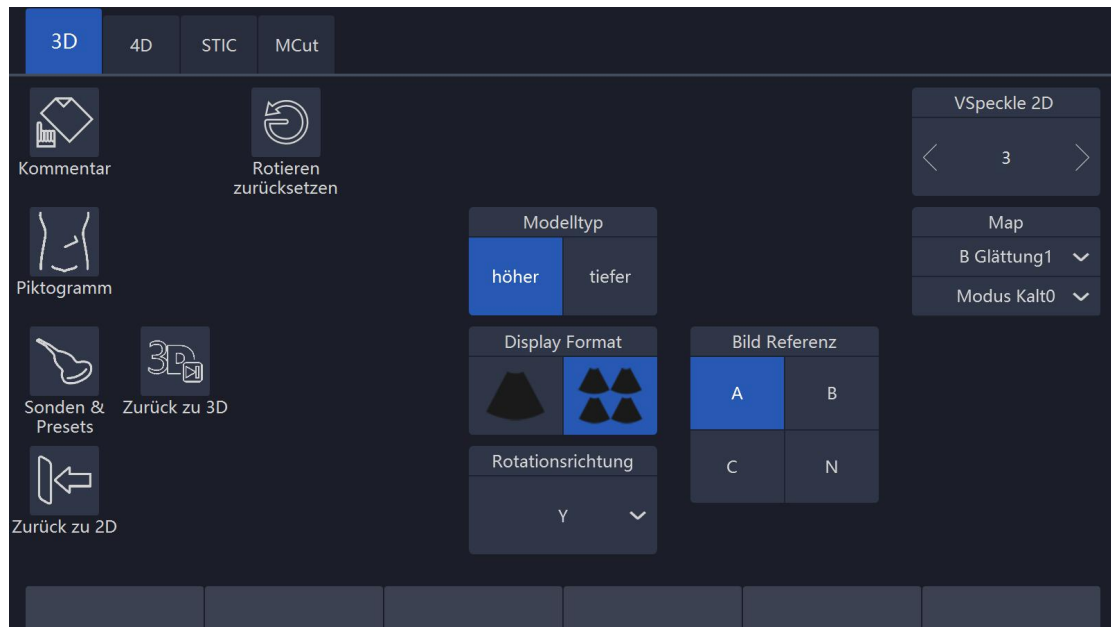 3D
4D
STIC
MCut
Kommentar
Rotieren
zurücksetzen
VSpeckle 2D
3
Piktogramm
Modelltyp
höher
tiefer
Map
B Glättung1
Modus Kalt0
Sonden &
Presets
3D
Zurück zu 3D
Display Format
Bild Referenz
A
B
C
N
Zurück zu 2D
Rotationsrichtung
Y